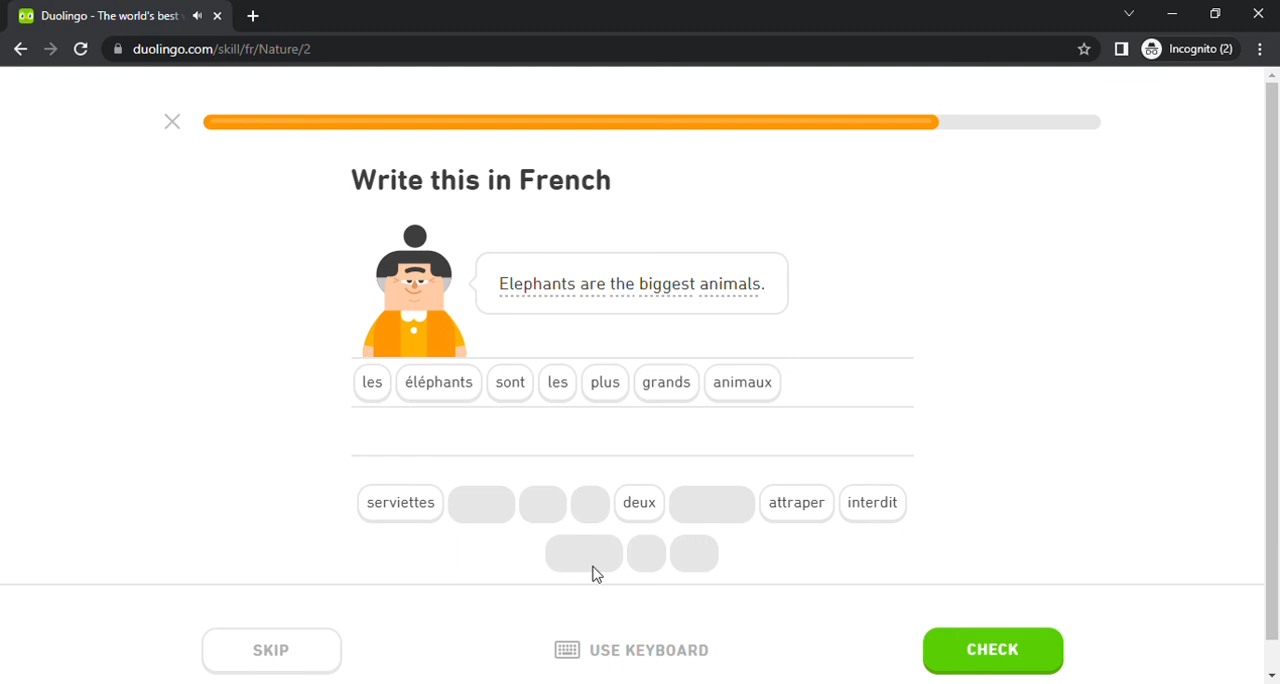 Duolingo - The world's best
duolingo.com/skill/fr/Nature/2
Incognito (2)
Write this in French
Elephants are the biggest animals.
les éléphants sont les plus grands animaux
serviettes deux attraper interdit
SKIP USE KEYBOARD CHECK